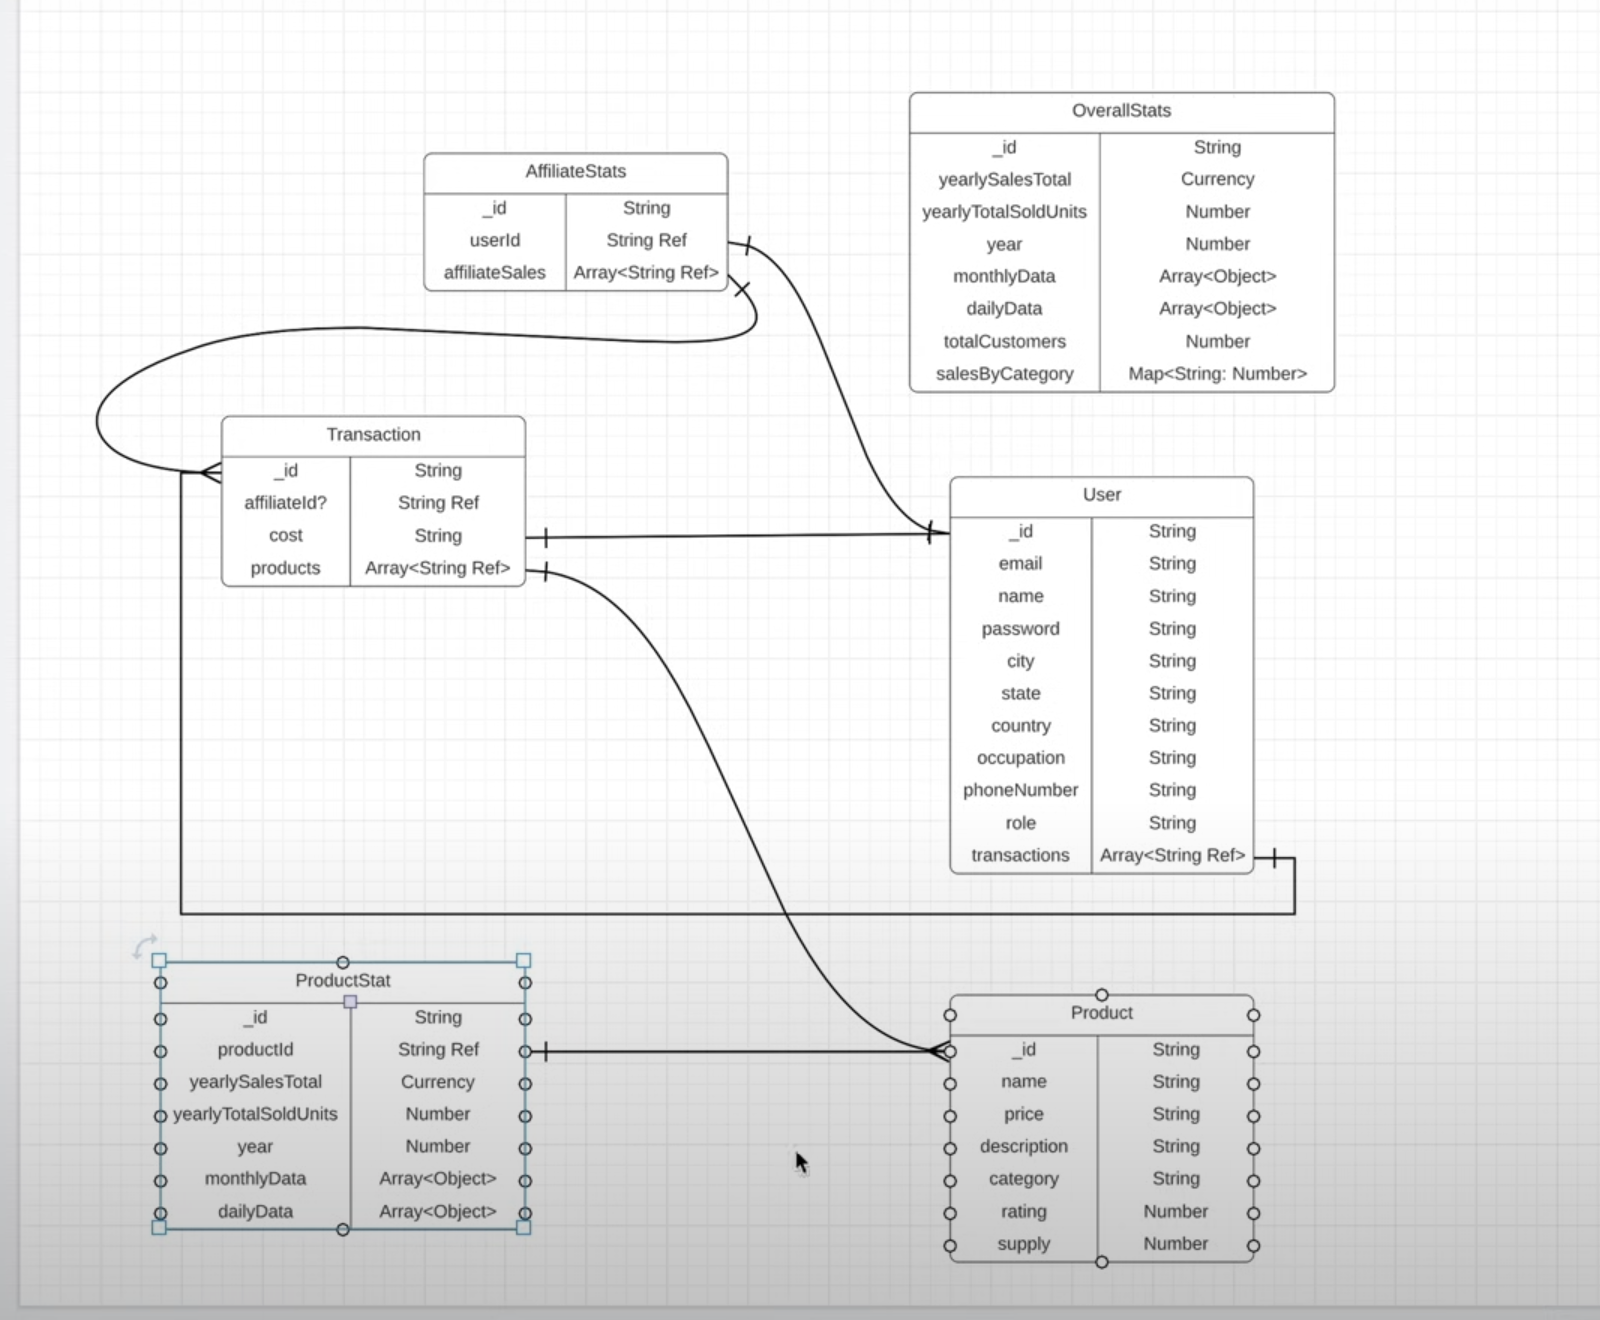 OverallStats
_id String
yearlySalesTotal Currency
yearlyTotalSoldUnits Number
year Number
monthlyData Array<Object>
dailyData Array<Object>
totalCustomers Number
salesByCategory Map<String: Number>
AffiliateStats
_id String
userId String Ref
affiliateSales Array<String Ref>
Transaction
_id String
affiliateId? String Ref
cost String
products Array<String Ref>
User
_id String
email String
name String
password String
city String
state String
country String
occupation String
phoneNumber String
role String
transactions Array<String Ref>
ProductStat
_id String
productId String Ref
yearlySalesTotal Currency
yearlyTotalSoldUnits Number
year Number
monthlyData Array<Object>
dailyData Array<Object>
Product
_id String
name String
price String
description String
category String
rating Number
supply Number